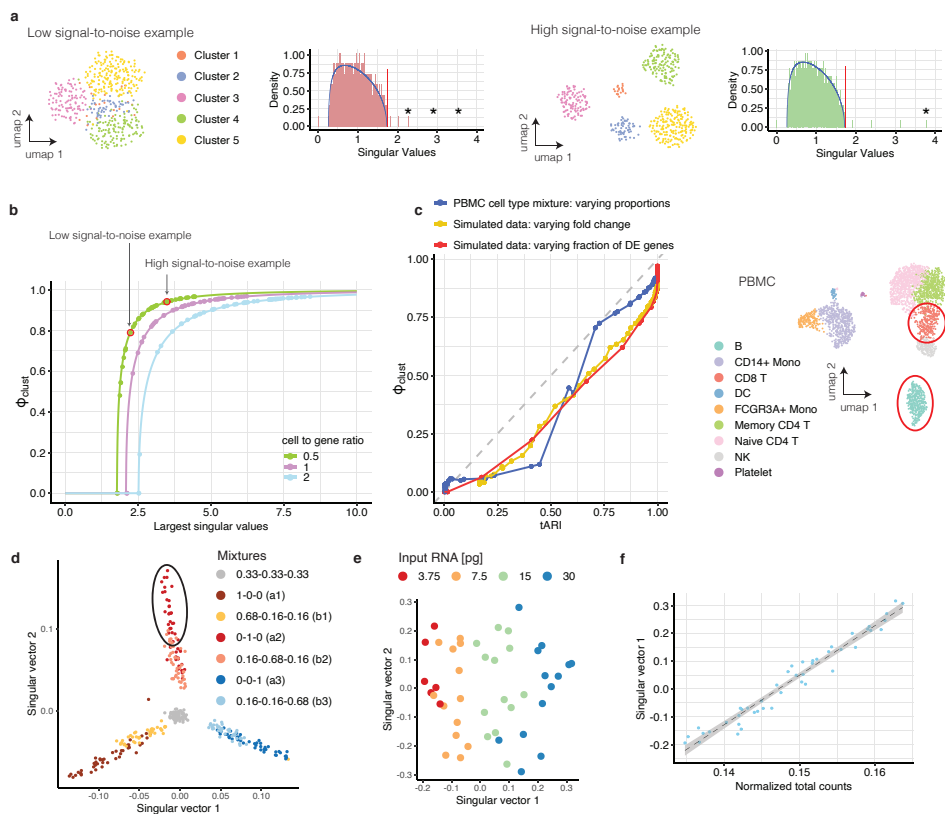 a
Low signal-to-noise example
Cluster 1
Cluster 2
Cluster 3
Cluster 4
Cluster 5
umap 2
umap 1
Density
1.00
0.75
0.50
0.25
0.00
* * *
0 1 2 3 4
Singular Values
High signal-to-noise example
umap 2
umap 1
Density
1.00
0.75
0.50
0.25
0.00
*
0 1 2 3 4
Singular Values
b
Low signal-to-noise example
High signal-to-noise example
ϕclust
1.0
0.8
0.6
0.4
0.2
0.0
cell to gene ratio
0.5
1
2
0.0 2.5 5.0 7.5 10.0
Largest singular values
c
PBMC cell type mixture: varying proportions
Simulated data: varying fold change
Simulated data: varying fraction of DE genes
ϕclust
1.00
0.75
0.50
0.25
0.00
0.00 0.25 0.50 0.75 1.00
tARI
PBMC
B
CD14+ Mono
CD8 T
DC
FCGR3A+ Mono
Memory CD4 T
Naive CD4 T
NK
Platelet
umap 2
umap 1
d
Mixtures
0.33-0.33-0.33
1-0-0 (a1)
0.68-0.16-0.16 (b1)
0-1-0 (a2)
0.16-0.68-0.16 (b2)
0-0-1 (a3)
0.16-0.16-0.68 (b3)
Singular vector 2
0.1
0.0
-0.10 -0.05 0.00 0.05 0.10
Singular vector 1
e
Input RNA [pg]
3.75 7.5 15 30
Singular vector 2
0.3
0.2
0.1
0.0
-0.1
-0.2
-0.3
-0.2 -0.1 0.0 0.1 0.2 0.3
Singular vector 1
f
Singular vector 1
0.3
0.2
0.1
0.0
-0.1
-0.2
0.14 0.15 0.16
Normalized total counts